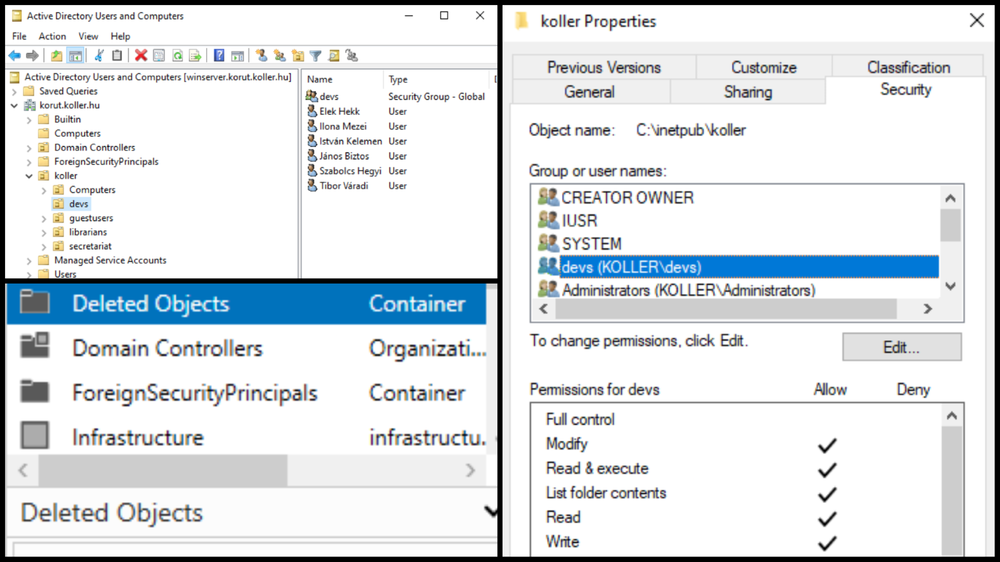 Active Directory Users and Computers
File Action View Help
Active Directory Users and Computers [winserver.korut.koller.hu]
Saved Queries
korut.koller.hu
Builtin
Computers
Domain Controllers
ForeignSecurityPrincipals
koller
Computers
devs
guestusers
librarians
secretariat
Managed Service Accounts
Users
Name Type
devs Security Group - Global
Elek Hekk User
Ilona Mezei User
István Kelemen User
János Biztos User
Szabolcs Hegyi User
Tibor Váradi User
Deleted Objects Container
Domain Controllers Organizati...
ForeignSecurityPrincipals Container
Infrastructure infrastructu.
Deleted Objects
koller Properties
Previous Versions Customize Classification
General Sharing Security
Object name: C:\inetpub\koller
Group or user names:
CREATOR OWNER
IUSR
SYSTEM
devs (KOLLER\devs)
Administrators (KOLLER\Administrators)
To change permissions, click Edit.
Edit...
Permissions for devs Allow Deny
Full control
Modify
Read & execute
List folder contents
Read
Write